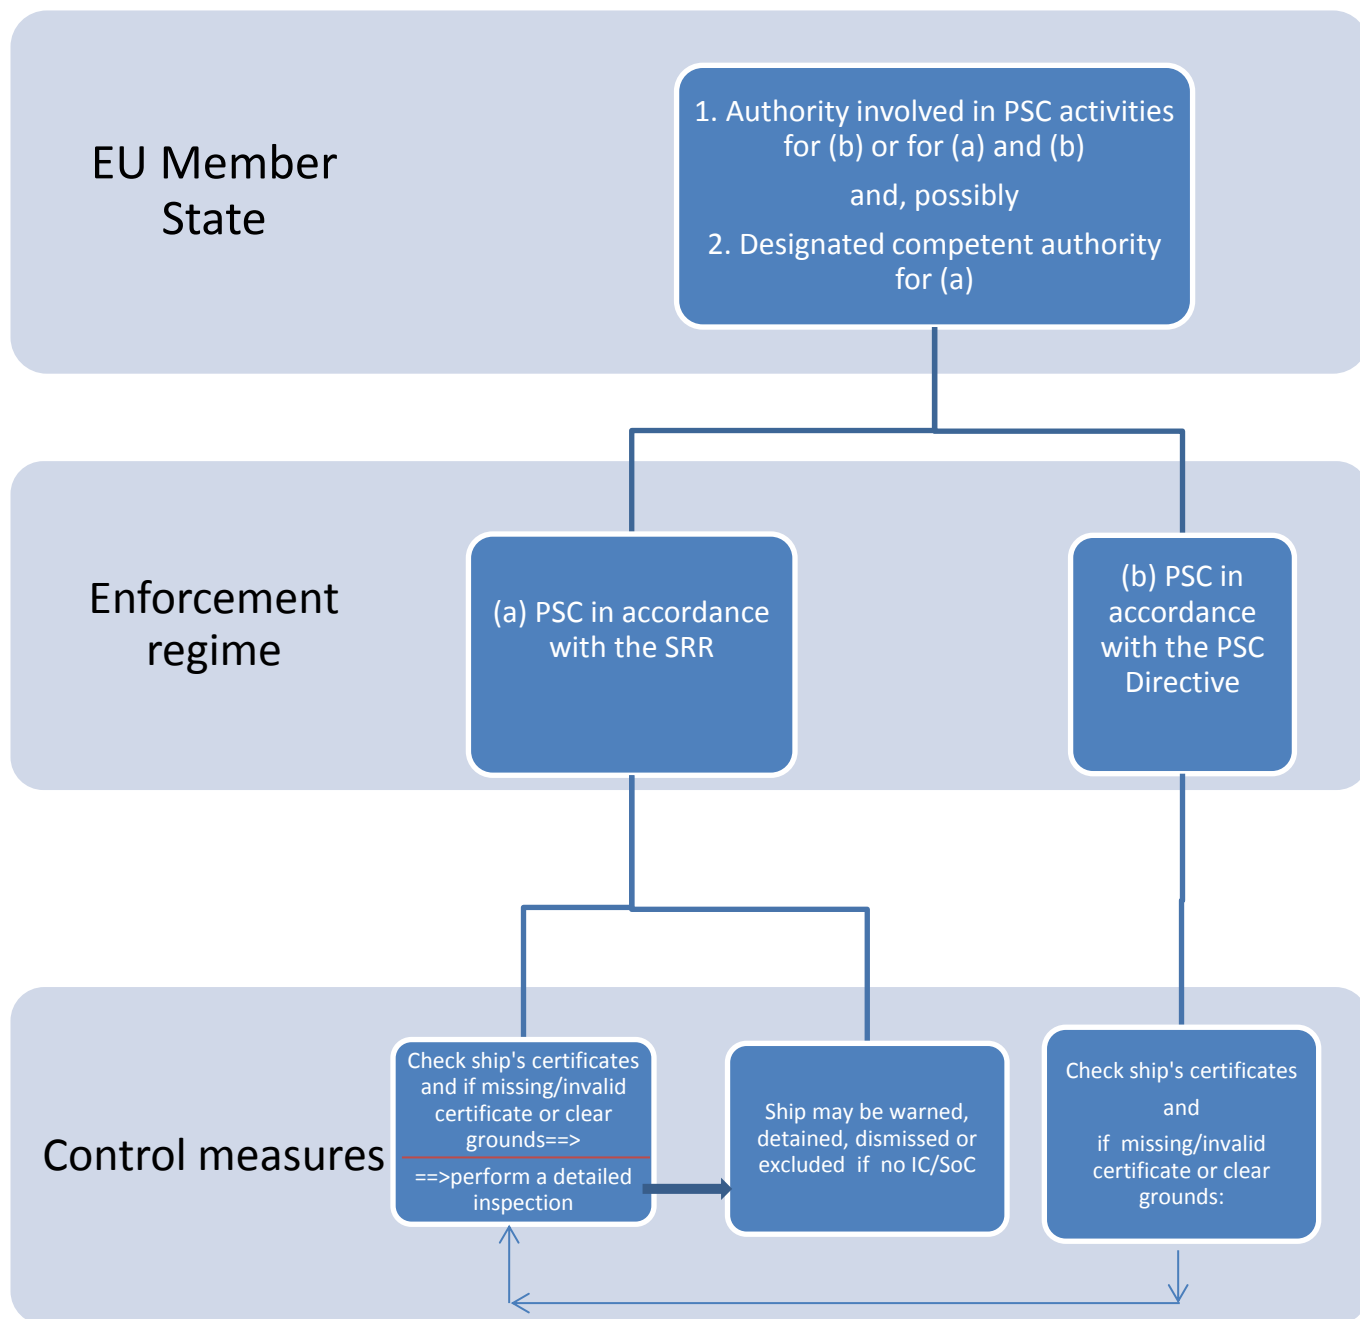 EU Member
State
1. Authority involved in PSC activities
for (b) or for (a) and (b)
and, possibly
2. Designated competent authority
for (a)
Enforcement
regime
(a) PSC in accordance
with the SRR
(b) PSC in
accordance
with the PSC
Directive
Control measures
Check ship's certificates
and if missing/invalid
certificate or clear
grounds==>
==>perform a detailed
inspection
Ship may be warned,
detained, dismissed or
excluded if no IC/SoC
Check ship's certificates
and
if missing/invalid
certificate or clear
grounds: